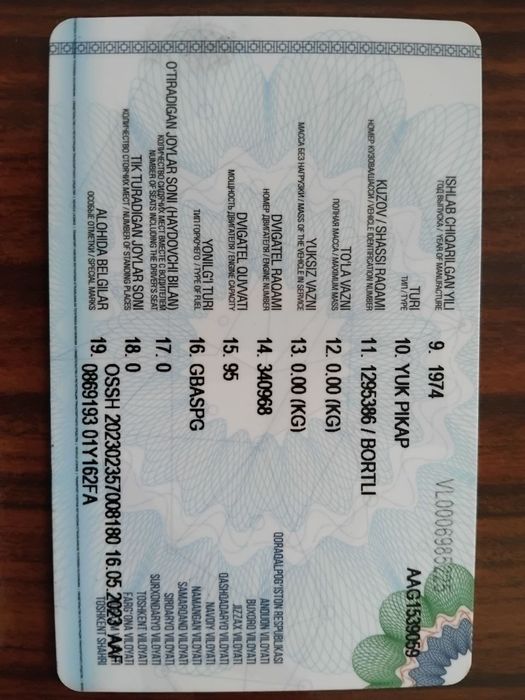 ISHLAB CHIQARILGAN YILI
ГОД ВЫПУСКА / YEAR OF MANUFACTURE
9. 1974
TURI
ТИП / TYPE
10. YUK PIKAP
KUZOV / SHASSI RAQAMI
НОМЕР КУЗОВА/ШАССИ / VEHICLE IDENTIFICATION NUMBER
11. 1295386 / BORTLI
TO'LA VAZNI
ПОЛНАЯ МАССА / MAXIMUM MASS
12. 0.00 (KG)
YUKSIZ VAZNI
МАССА БЕЗ НАГРУЗКИ / MASS OF THE VEHICLE IN SERVICE
13. 0.00 (KG)
DVIGATEL RAQAMI
НОМЕР ДВИГАТЕЛЯ / ENGINE NUMBER
14. 340968
DVIGATEL QUVVATI
МОЩНОСТЬ ДВИГАТЕЛЯ / ENGINE CAPACITY
15. 95
YONILG'I TURI
ТИП ГОРЮЧЕГО / TYPE OF FUEL
16. GBASPG
O'TIRADIGAN JOYLAR SONI (HAYDOVCHI BILAN)
КОЛИЧЕСТВО СИДЯЧИХ МЕСТ ВМЕСТЕ С ВОДИТЕЛЕМ
NUMBER OF SEATS INCLUDING THE DRIVER'S SEAT
17. 0
TIK TURADIGAN JOYLAR SONI
КОЛИЧЕСТВО СТОЯЧИХ МЕСТ / NUMBER OF STANDING PLACES
18. 0
ALOHIDA BELGILAR
ОСОБЫЕ ОТМЕТКИ / SPECIAL MARKS
OSSH 202302357008180 16.05.2023 AAF
19. 0869193 01Y162FA
QORAQALPOG'ISTON RESPUBLIKASI
ANDIJON VILOYATI
BUXORO VILOYATI
JIZZAX VILOYATI
QASHQADARYO VILOYATI
NAVOIY VILOYATI
NAMANGAN VILOYATI
SAMARQAND VILOYATI
SIRDARYO VILOYATI
SURXONDARYO VILOYATI
TOSHKENT VILOYATI
FARG'ONA VILOYATI
TOSHKENT SHAHRI